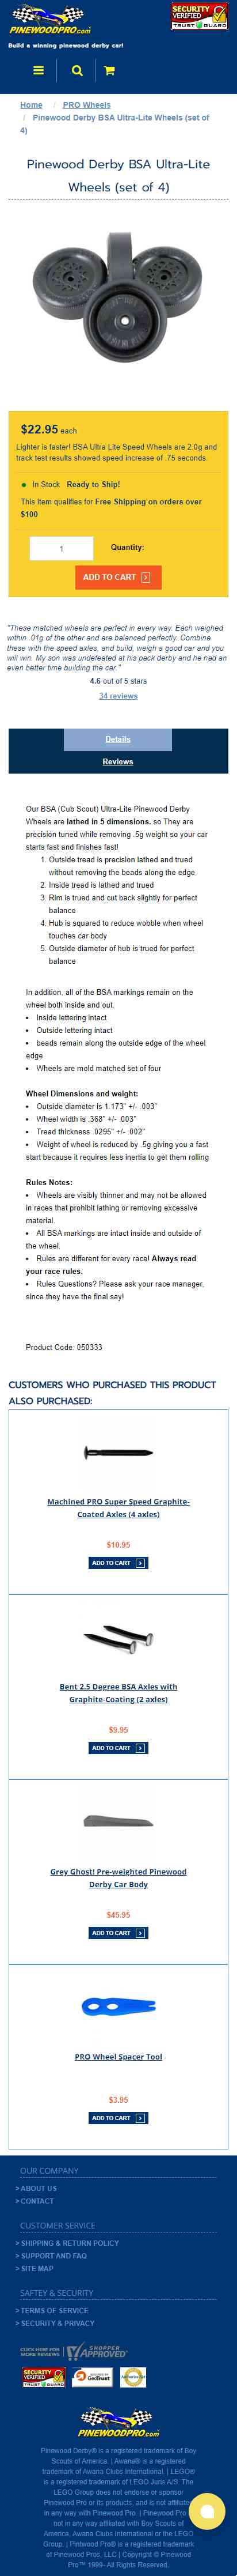 PINEWOODPRO.com
Build a winning pinewood derby car!
SECURITY
VERIFIED
TRUST GUARD
Home / PRO Wheels
/ Pinewood Derby BSA Ultra-Lite Wheels (set of
4)
Pinewood Derby BSA Ultra-Lite
Wheels (set of 4)
$22.95 each
Lighter is faster! BSA Ultra Lite Speed Wheels are 2.0g and
track test results showed speed increase of .75 seconds.
In Stock Ready to Ship!
This item qualifies for Free Shipping on orders over
$100
1
Quantity:
ADD TO CART
"These matched wheels are perfect in every way. Each weighed
within .01g of the other and are balanced perfectly. Combine
these with the speed axles, and build, weigh a good car and you
will win. My son was undefeated at his pack derby and he had an
even better time building the car."
4.6 out of 5 stars
34 reviews
Details
Reviews
Our BSA (Cub Scout) Ultra-Lite Pinewood Derby
Wheels are lathed in 5 dimensions. so They are
precision tuned while removing .5g weight so your car
starts fast and finishes fast!
1. Outside tread is precision lathed and trued
without removing the beads along the edge
2. Inside tread is lathed and trued
3. Rim is trued and cut back slightly for perfect
balance
4. Hub is squared to reduce wobble when wheel
touches car body
5. Outside diameter of hub is trued for perfect
balance
In addition, all of the BSA markings remain on the
wheel both inside and out.
• Inside lettering intact
• Outside lettering intact
• beads remain along the outside edge of the wheel
edge
• Wheels are mold matched set of four
Wheel Dimensions and weight:
• Outside diameter is 1.173" +/- .003"
• Wheel width is .368" +/- .003"
• Tread thickness .0295" +/- .002"
• Weight of wheel is reduced by .5g giving you a fast
start because it requires less inertia to get them rolling
Rules Notes:
• Wheels are visibly thinner and may not be allowed
in races that prohibit lathing or removing excessive
material.
• All BSA markings are intact inside and outside of
the wheel.
• Rules are different for every race! Always read
your race rules.
• Rules Questions? Please ask your race manager,
since they have the final say!
Product Code: 050333
CUSTOMERS WHO PURCHASED THIS PRODUCT
ALSO PURCHASED:
Machined PRO Super Speed Graphite-
Coated Axles (4 axles)
$10.95
ADD TO CART
Bent 2.5 Degree BSA Axles with
Graphite-Coating (2 axles)
$9.95
ADD TO CART
Grey Ghost! Pre-weighted Pinewood
Derby Car Body
$45.95
ADD TO CART
PRO Wheel Spacer Tool
$3.95
ADD TO CART
OUR COMPANY
> ABOUT US
> CONTACT
CUSTOMER SERVICE
> SHIPPING & RETURN POLICY
> SUPPORT AND FAQ
> SITE MAP
SAFTEY & SECURITY
> TERMS OF SERVICE
> SECURITY & PRIVACY
CLICK HERE FOR
MORE REVIEWS
SHOPPER
APPROVED
SECURITY
VERIFIED
TRUST GUARD
GeoTrust
PINEWOODPRO.com
Pinewood Derby® is a registered trademark of Boy
Scouts of America. | Awana® is a registered
trademark of Awana Clubs International. | LEGO®
is a registered trademark of LEGO Juris A/S. The
LEGO Group does not endorse or sponsor
Pinewood Pro or its products, and is not affiliated
in any way with Pinewood Pro. | Pinewood Pro is
not in any way affiliated with Boy Scouts of
America, Awana Clubs International or the LEGO
Group. | Pintwood Pro® is a registered trademark
of Pinewood Pros, LLC | Copyright © Pinewood
Pro™ 1999- All Rights Reserved.